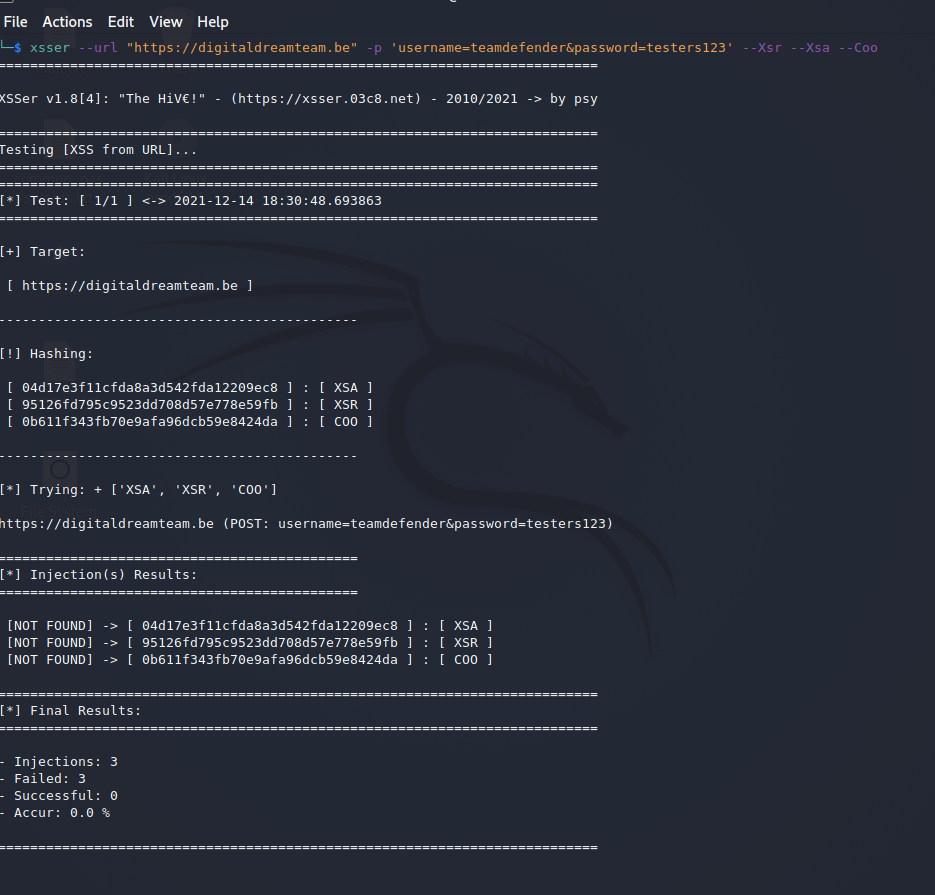 File Actions Edit View Help
└─$ xsser --url "https://digitaldreamteam.be" -p 'username=teamdefender&password=testers123' --Xsr --Xsa --Coo
===========================================================================
XSSer v1.8[4]: "The HiV€!" - (https://xsser.03c8.net) - 2010/2021 -> by psy
===========================================================================
Testing [XSS from URL]...
===========================================================================
===========================================================================
[*] Test: [ 1/1 ] <-> 2021-12-14 18:30:48.693863
===========================================================================
[+] Target:
[ https://digitaldreamteam.be ]
---------------------------------------------
[!] Hashing:
[ 04d17e3f11cfda8a3d542fda12209ec8 ] : [ XSA ]
[ 95126fd795c9523dd708d57e778e59fb ] : [ XSR ]
[ 0b611f343fb70e9afa96dcb59e8424da ] : [ COO ]
---------------------------------------------
[*] Trying: + ['XSA', 'XSR', 'COO']
File System
https://digitaldreamteam.be (POST: username=teamdefender&password=testers123)
=============================================
[*] Injection(s) Results:
=============================================
[NOT FOUND] -> [ 04d17e3f11cfda8a3d542fda12209ec8 ] : [ XSA ]
[NOT FOUND] -> [ 95126fd795c9523dd708d57e778e59fb ] : [ XSR ]
[NOT FOUND] -> [ 0b611f343fb70e9afa96dcb59e8424da ] : [ COO ]
===========================================================================
[*] Final Results:
===========================================================================
- Injections: 3
- Failed: 3
- Successful: 0
- Accur: 0.0 %
===========================================================================